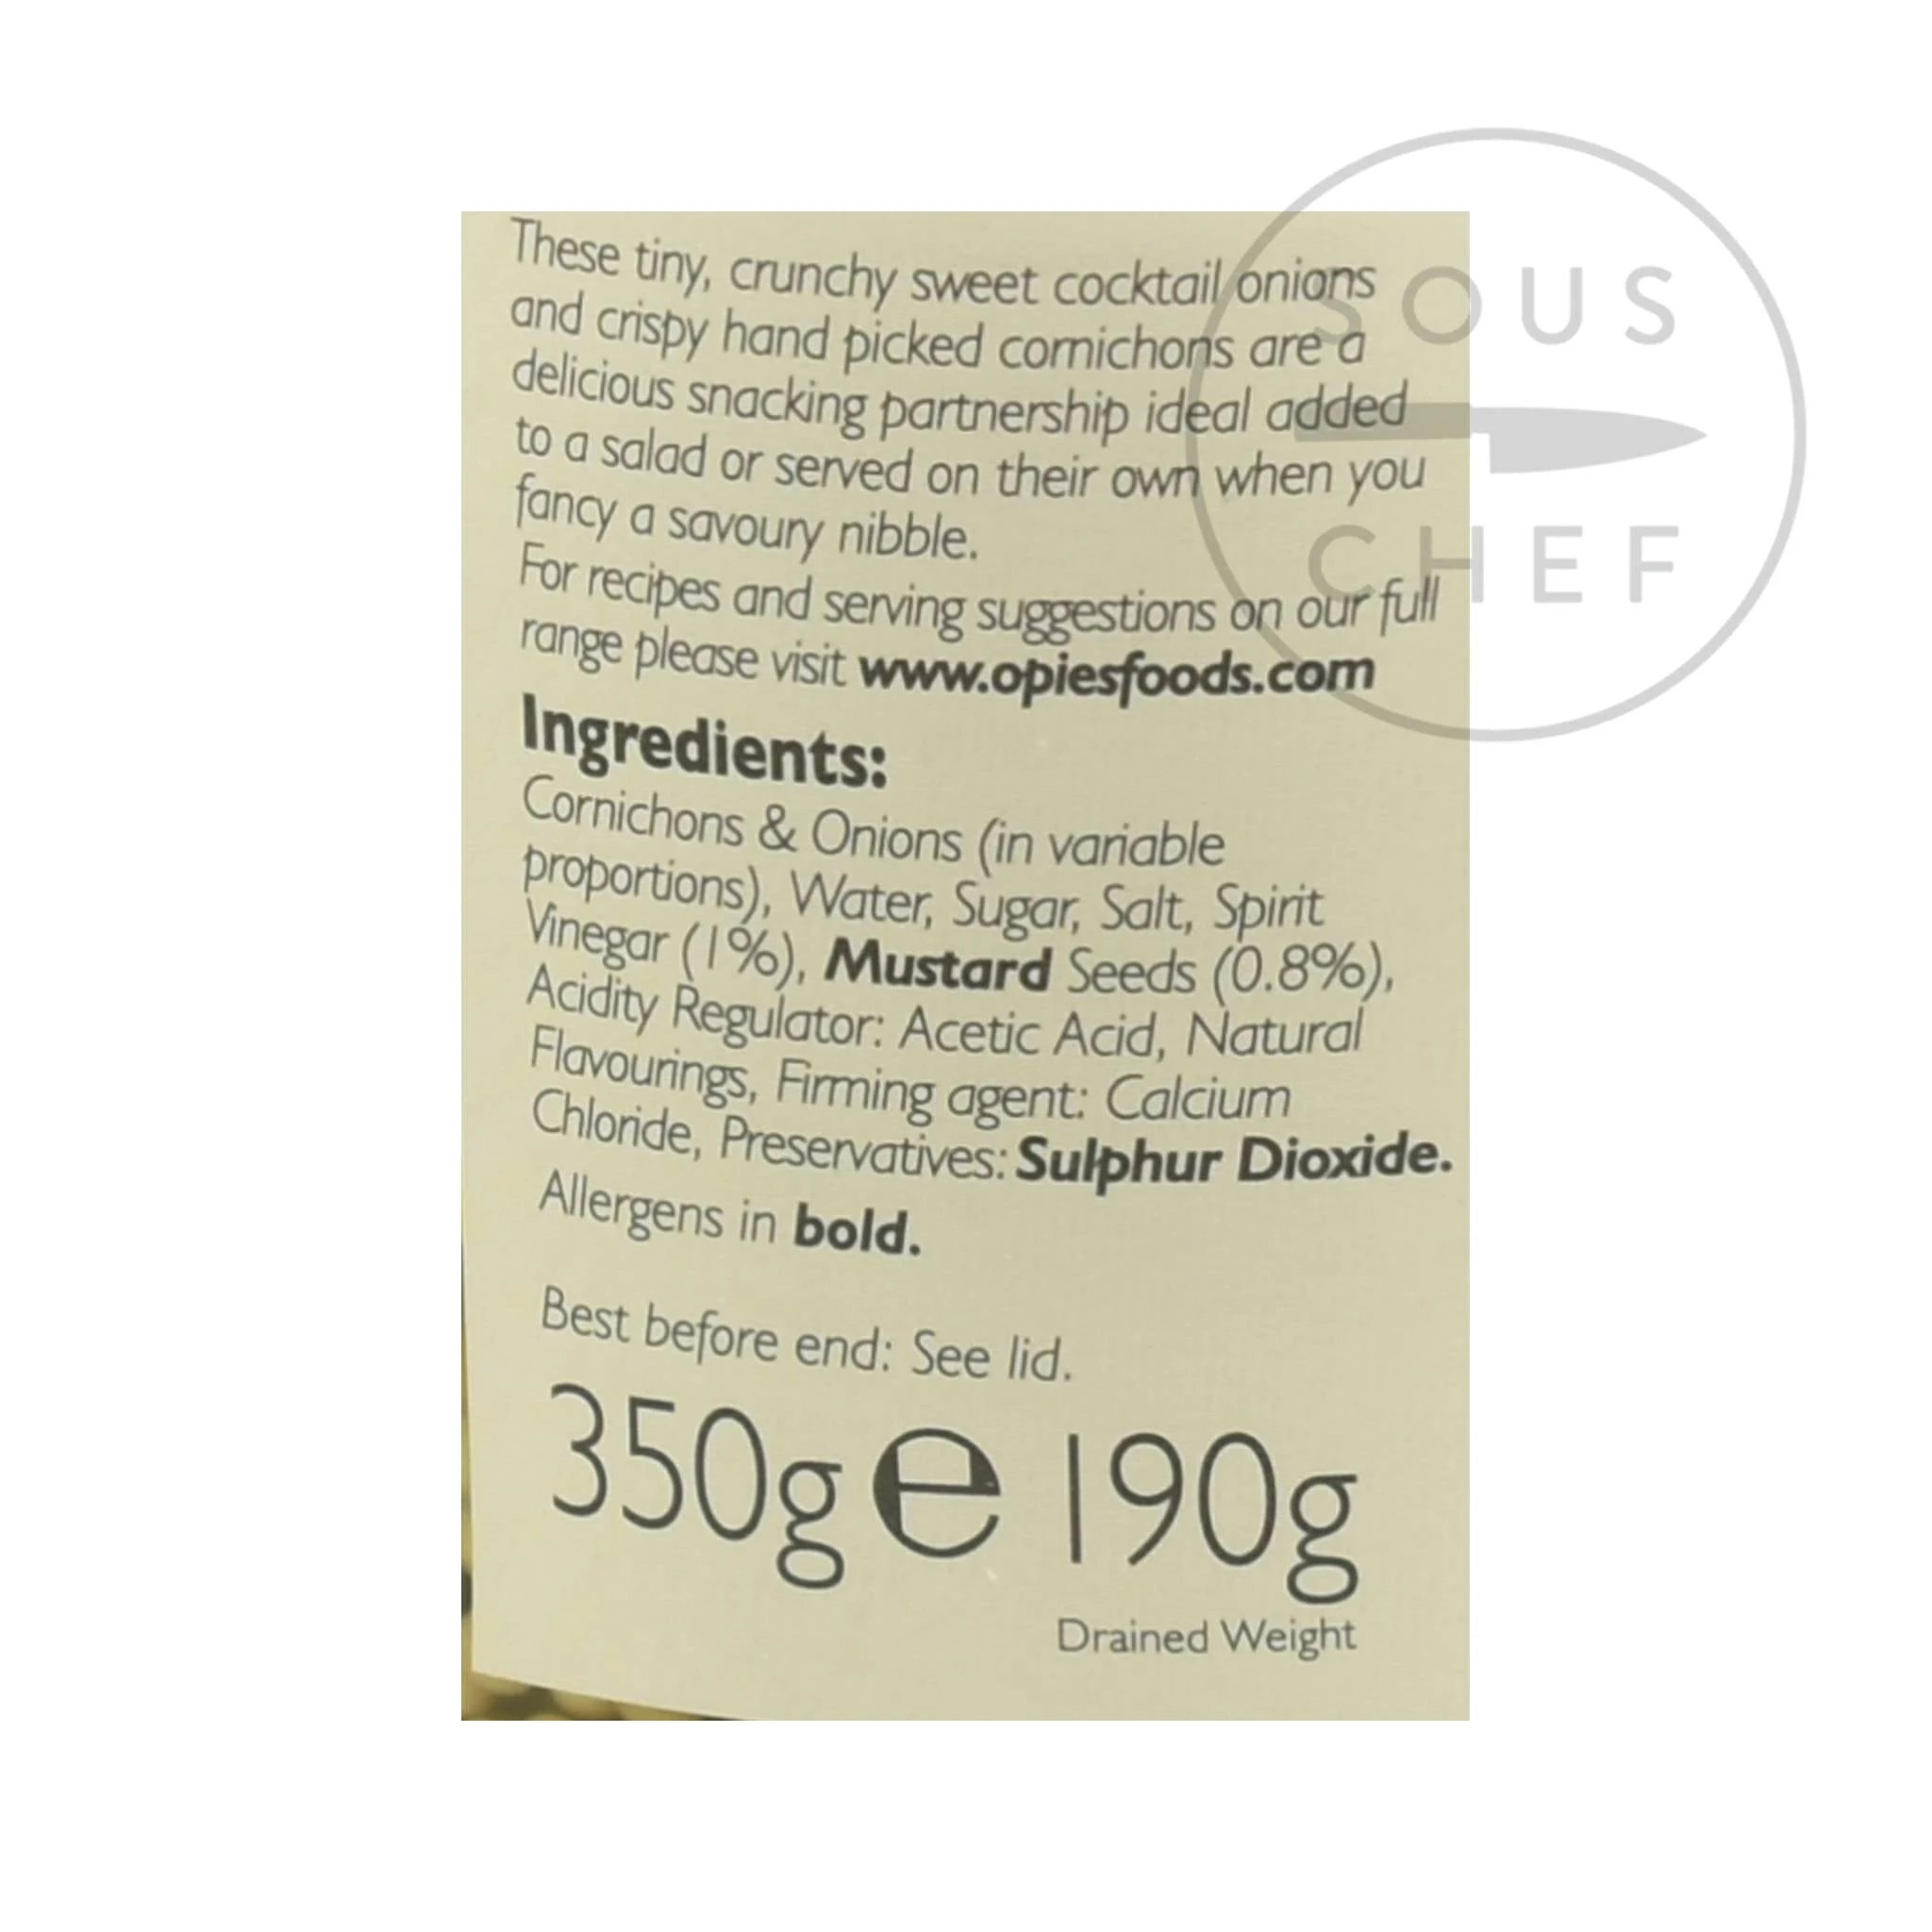 These tiny, crunchy sweet cocktail onions
and crispy hand picked cornichons are a
delicious snacking partnership ideal added
to a salad or served on their own when you
fancy a savoury nibble.
For recipes and serving suggestions on our full
range please visit www.opiesfoods.com
Ingredients:
Cornichons & Onions (in variable
proportions), Water, Sugar, Salt, Spirit
Vinegar (1%), Mustard Seeds (0.8%),
Acidity Regulator: Acetic Acid, Natural
Flavourings, Firming agent: Calcium
Chloride, Preservatives: Sulphur Dioxide.
Allergens in bold.
Best before end: See lid.
350g e 190g
Drained Weight
SOUS
CHEF